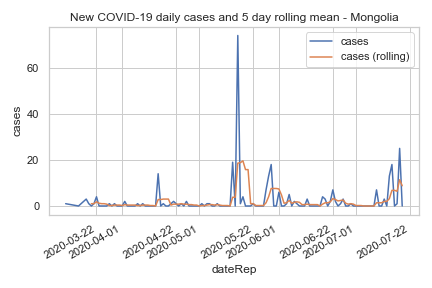 New COVID-19 daily cases and 5 day rolling mean - Mongolia
cases
cases (rolling)
cases
60
40
20
0
2020-03-22
2020-04-01
2020-04-22
2020-05-01
2020-05-22
2020-06-01
2020-06-22
2020-07-01
2020-07-22
dateRep